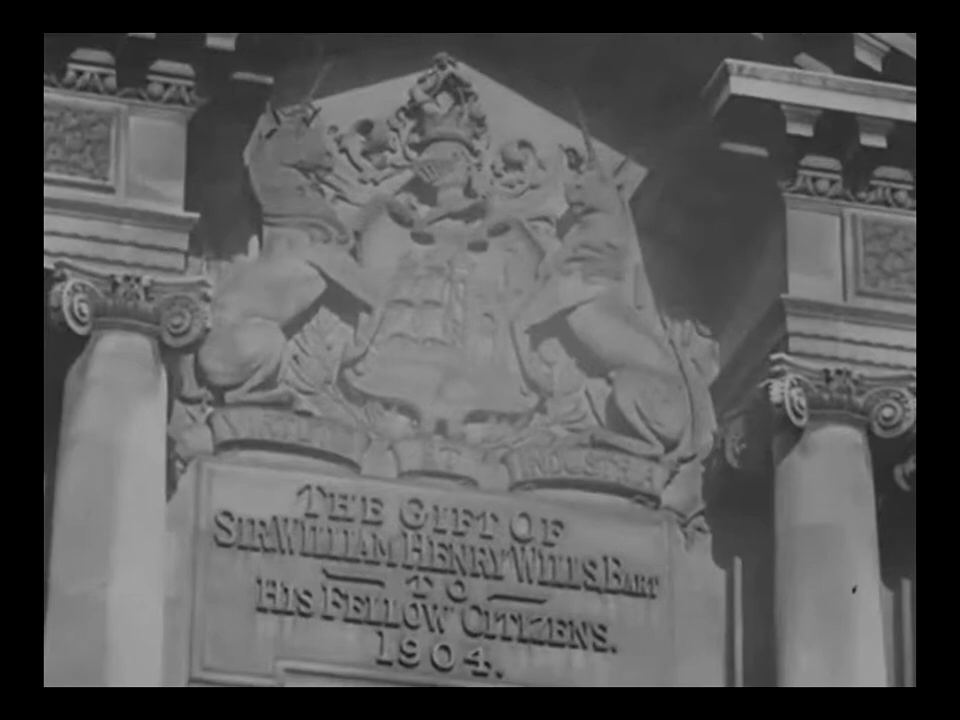 THE GIFT OF
SIR WILLIAM HENRY WILLS, BART
TO
HIS FELLOW CITIZENS.
1904.